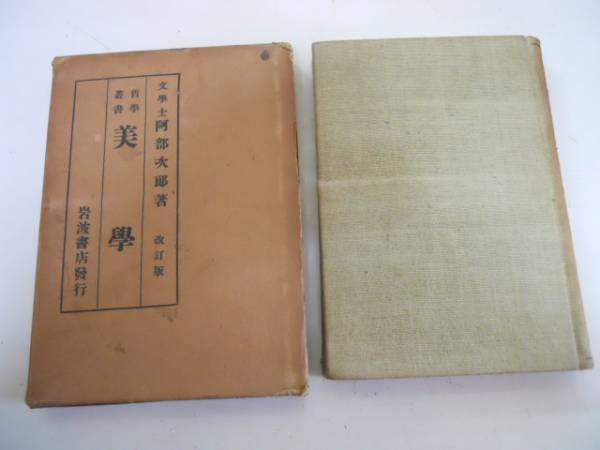 文學士阿部次郎著 改訂版
哲學叢書
美學
岩波書店發行